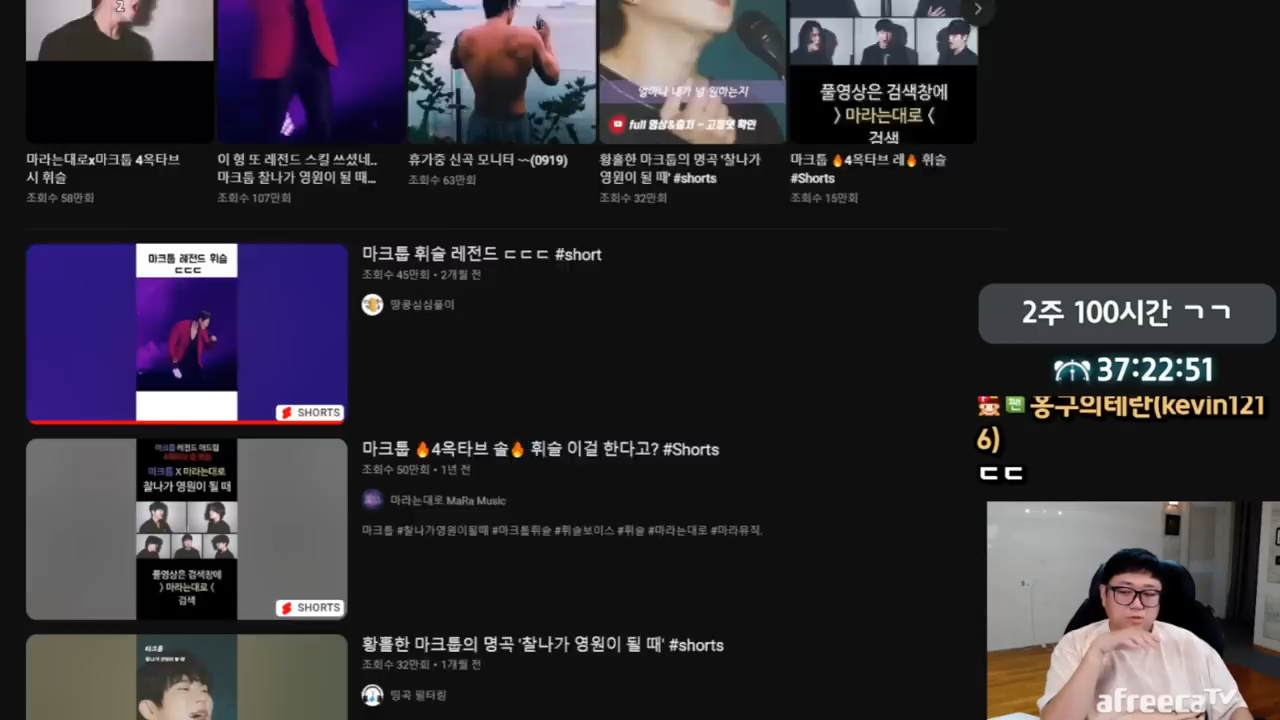 2
얼마나 내가 널 원하는지
full 영상&출처 - 고정댓 확인
풀영상은 검색창에
> 마라는대로 <
검색
마라는대로x마크툽 4옥타브
시 휘슬
조회수 58만회
이 형 또 레전드 스킬 쓰셨네..
마크툽 찰나가 영원이 될 때...
조회수 107만회
휴가중 신곡 모니터 ~~(0919)
조회수 63만회
황홀한 마크툽의 명곡 '찰나가
영원이 될 때' #shorts
조회수 32만회
마크툽 🔥4옥타브 레🔥 휘슬
#Shorts
조회수 15만회
마크툽 레전드 휘슬
ㄷㄷㄷ
SHORTS
마크툽 휘슬 레전드 ㄷㄷㄷ #short
조회수 45만회 • 2개월 전
땅콩심심풀이
2주 100시간 ㄱㄱ
37:22:51
팬 홍구의테란(kevin121
6)
ㄷㄷ
마크툽 레전드 애드립
마크툽 X 마라는대로
찰나가 영원이 될 때
풀영상은 검색창에
> 마라는대로 <
검색
SHORTS
마크툽 🔥4옥타브 솔🔥 휘슬 이걸 한다고? #Shorts
조회수 50만회 • 1년 전
마라는대로 MaRa Music
마크툽 #찰나가영원이될때 #마크툽휘슬 #휘슬보이스 #휘슬 #마라는대로 #마라뮤직.
마크툽
찰나가 영원이 될 때
황홀한 마크툽의 명곡 '찰나가 영원이 될 때' #shorts
조회수 32만회 • 1개월 전
띵곡 필터링
afreecaTV